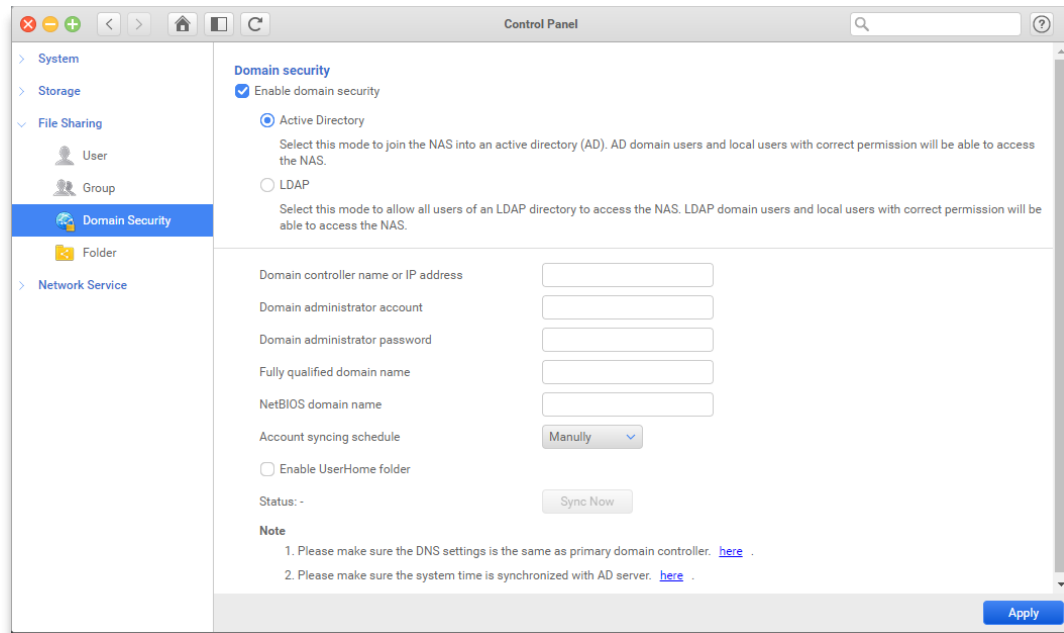 Control Panel
?
System
Storage
File Sharing
User
Group
Domain Security
Folder
Network Service
Domain security
Enable domain security
Active Directory
Select this mode to join the NAS into an active directory (AD). AD domain users and local users with correct permission will be able to access
the NAS.
LDAP
Select this mode to allow all users of an LDAP directory to access the NAS. LDAP domain users and local users with correct permission will be
able to access the NAS.
Domain controller name or IP address
Domain administrator account
Domain administrator password
Fully qualified domain name
NetBIOS domain name
Account syncing schedule Manully
Enable UserHome folder
Status: - Sync Now
Note
1. Please make sure the DNS settings is the same as primary domain controller. here .
2. Please make sure the system time is synchronized with AD server. here .
Apply